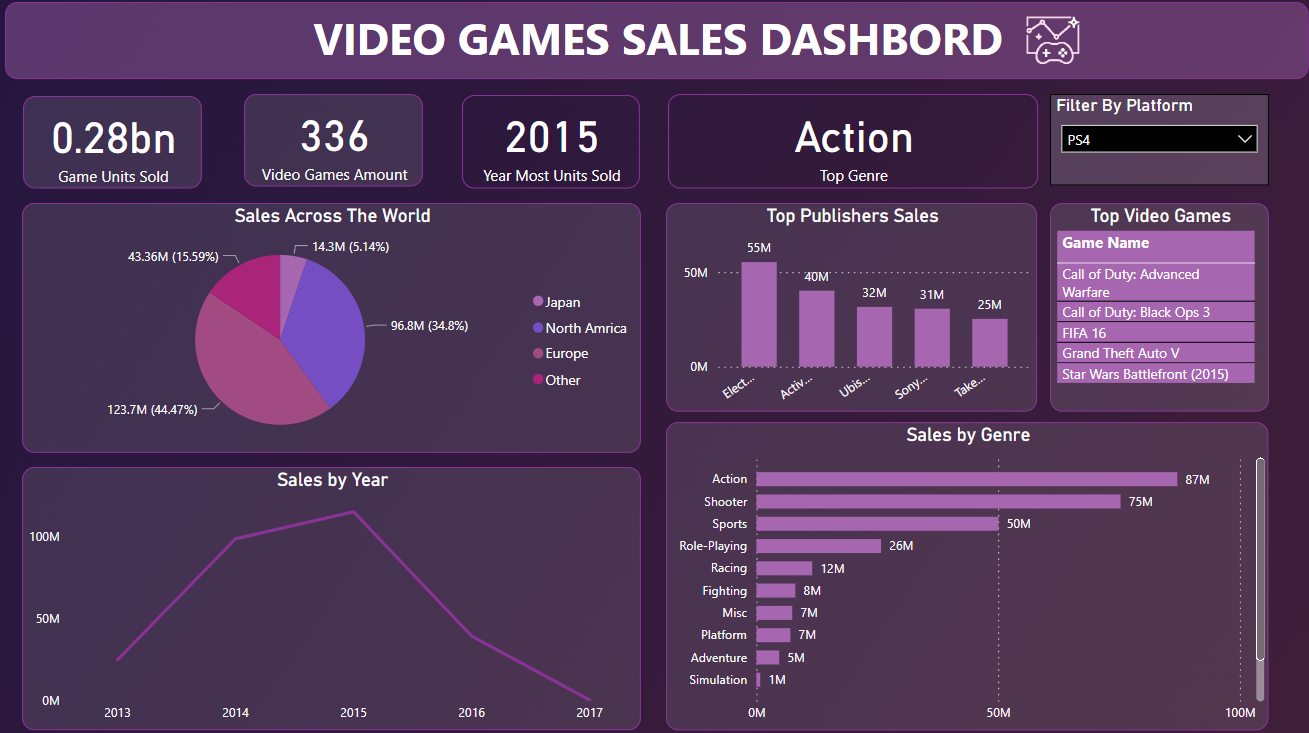 VIDEO GAMES SALES DASHBORD
0.28bn
Game Units Sold
336
Video Games Amount
2015
Year Most Units Sold
Action
Top Genre
Filter By Platform
PS4
Sales Across The World
14.3M (5.14%)
43.36M (15.59%)
96.8M (34.8%)
123.7M (44.47%)
Japan
North Amrica
Europe
Other
Top Publishers Sales
50M
0M
55M
40M
32M
31M
25M
Elect...
Activ...
Ubis...
Sony...
Take...
Top Video Games
Game Name
Call of Duty: Advanced
Warfare
Call of Duty: Black Ops 3
FIFA 16
Grand Theft Auto V
Star Wars Battlefront (2015)
Sales by Year
100M
50M
0M
2013
2014
2015
2016
2017
Sales by Genre
Action 87M
Shooter 75M
Sports 50M
Role-Playing 26M
Racing 12M
Fighting 8M
Misc 7M
Platform 7M
Adventure 5M
Simulation 1M
0M
50M
100M